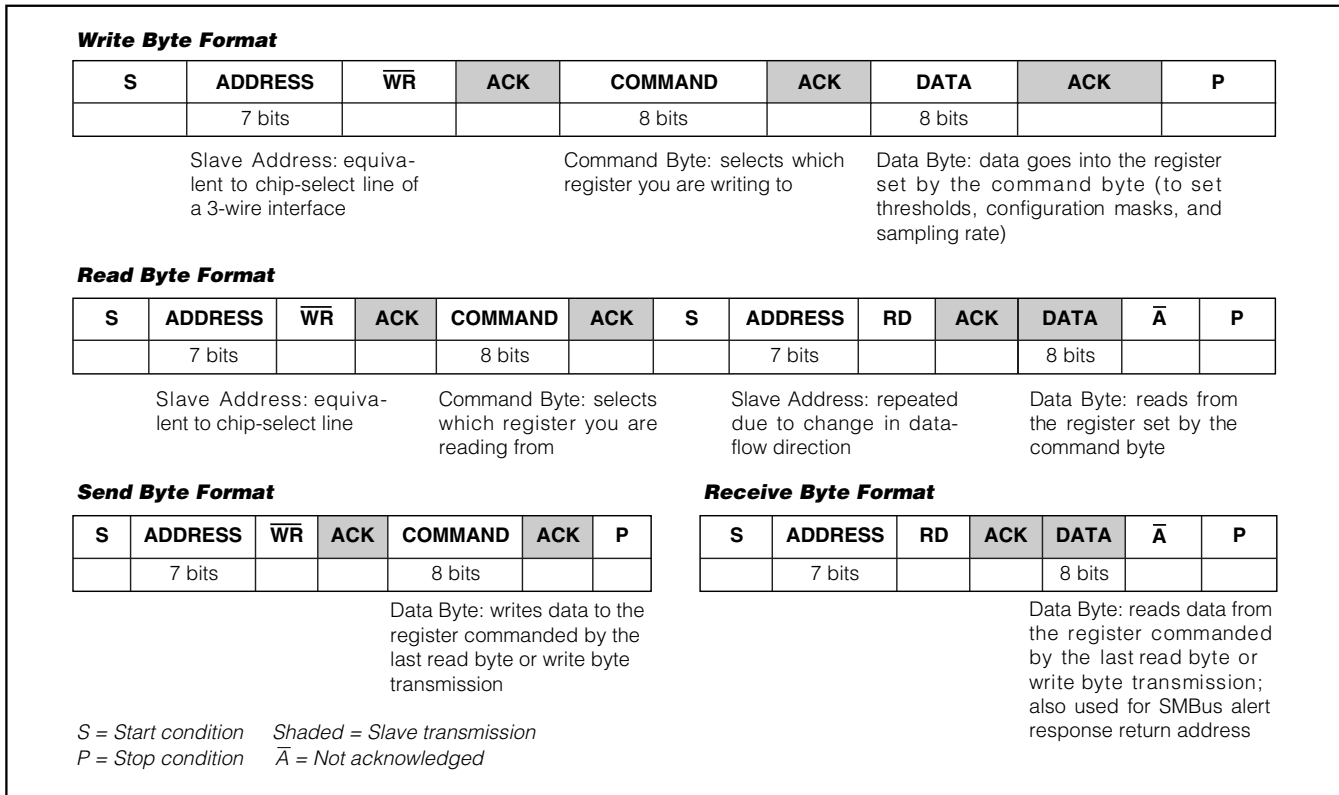 Write Byte Format
S ADDRESS W̅R̅ ACK COMMAND ACK DATA ACK P
7 bits 8 bits 8 bits
Slave Address: equiva-
lent to chip-select line of
a 3-wire interface
Command Byte: selects which
register you are writing to
Data Byte: data goes into the register
set by the command byte (to set
thresholds, configuration masks, and
sampling rate)
Read Byte Format
S ADDRESS W̅R̅ ACK COMMAND ACK S ADDRESS RD ACK DATA A̅ P
7 bits 8 bits 7 bits 8 bits
Slave Address: equiva-
lent to chip-select line
Command Byte: selects
which register you are
reading from
Slave Address: repeated
due to change in data-
flow direction
Data Byte: reads from
the register set by the
command byte
Send Byte Format
S ADDRESS W̅R̅ ACK COMMAND ACK P
7 bits 8 bits
Data Byte: writes data to the
register commanded by the
last read byte or write byte
transmission
Receive Byte Format
S ADDRESS RD ACK DATA A̅ P
7 bits 8 bits
Data Byte: reads data from
the register commanded
by the last read byte or
write byte transmission;
also used for SMBus alert
response return address
S = Start condition Shaded = Slave transmission
P = Stop condition A̅ = Not acknowledged